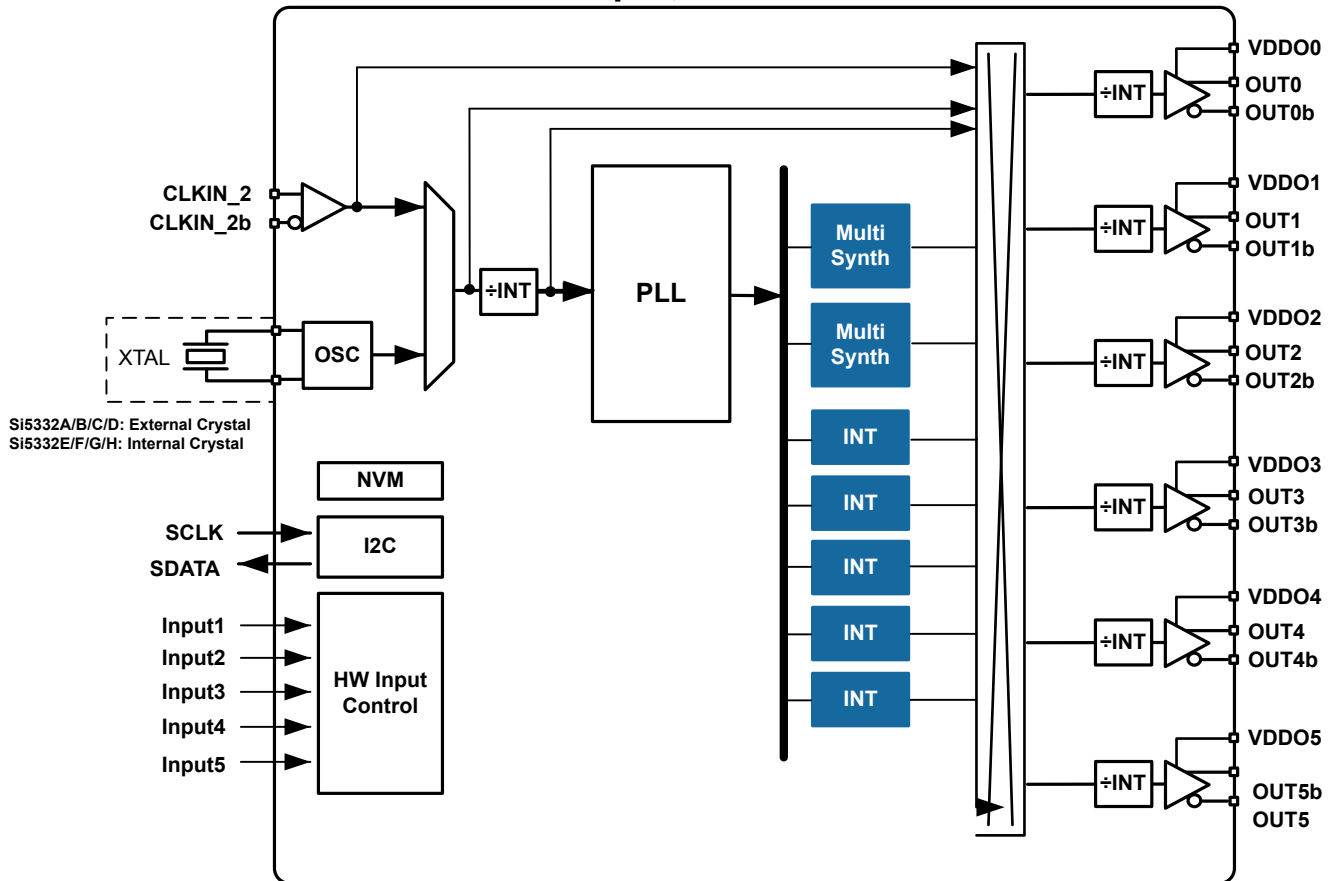 VDDO0
OUT0
OUT0b
÷INT
VDDO1
OUT1
OUT1b
÷INT
VDDO2
OUT2
OUT2b
÷INT
VDDO3
OUT3
OUT3b
÷INT
VDDO4
OUT4
OUT4b
÷INT
VDDO5
OUT5b
OUT5
÷INT
CLKIN_2
CLKIN_2b
XTAL
OSC
÷INT
PLL
Multi
Synth
Multi
Synth
INT
INT
INT
INT
INT
Si5332A/B/C/D: External Crystal
Si5332E/F/G/H: Internal Crystal
NVM
SCLK
SDATA
I2C
Input1
Input2
Input3
Input4
Input5
HW Input
Control